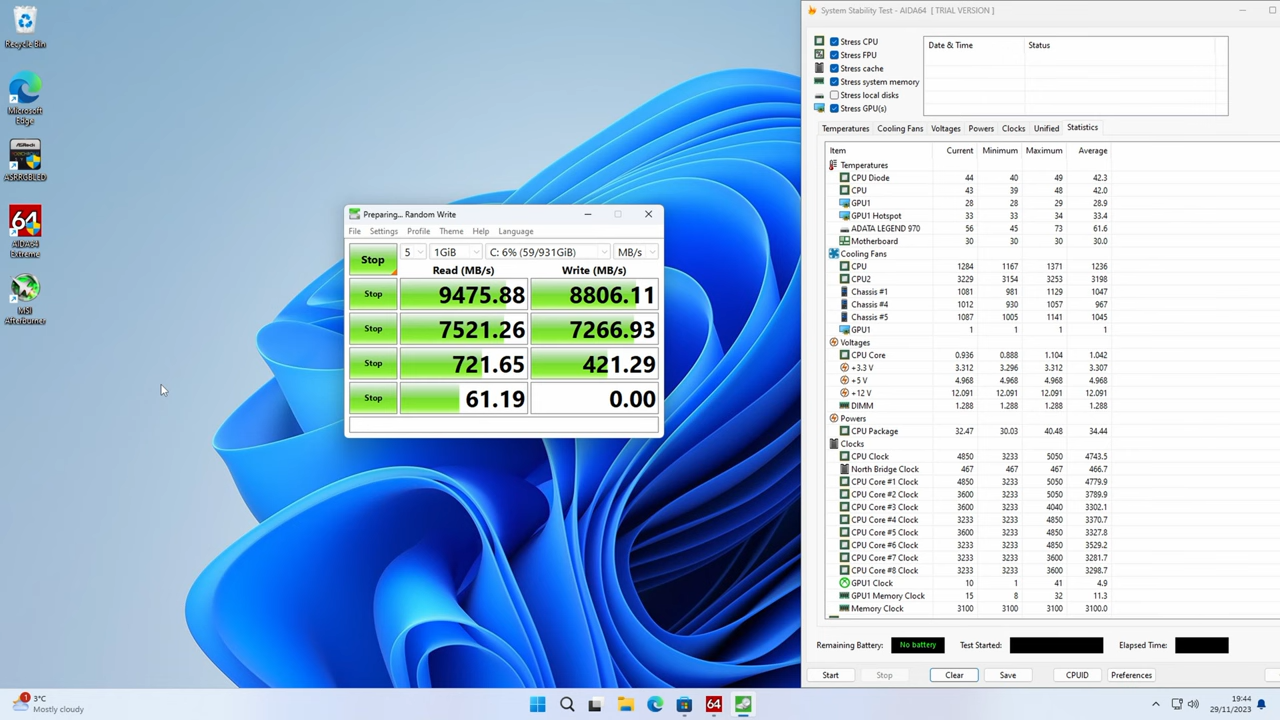 Recycle Bin
Microsoft
Edge
ASRock
ASRRGBLED
64
AIDA64
Extreme
MSI
Afterburner
Preparing... Random Write
File Settings Profile Theme Help Language
Stop 5 1GiB C: 6% (59/931GiB) MB/s
Read (MB/s) Write (MB/s)
Stop 9475.88 8806.11
Stop 7521.26 7266.93
Stop 721.65 421.29
Stop 61.19 0.00
System Stability Test - AIDA64 [ TRIAL VERSION ]
Stress CPU
Stress FPU
Stress cache
Stress system memory
Stress local disks
Stress GPU(s)
Date & Time Status
Temperatures Cooling Fans Voltages Powers Clocks Unified Statistics
Item Current Minimum Maximum Average
Temperatures
CPU Diode 44 40 49 42.3
CPU 43 39 48 42.0
GPU1 28 28 29 28.9
GPU1 Hotspot 33 33 34 33.4
ADATA LEGEND 970 56 45 73 61.6
Motherboard 30 30 30 30.0
Cooling Fans
CPU 1284 1167 1371 1236
CPU2 3229 3154 3253 3198
Chassis #1 1081 981 1129 1047
Chassis #4 1012 930 1057 967
Chassis #5 1087 1005 1141 1045
GPU1 1 1 1 1
Voltages
CPU Core 0.936 0.888 1.104 1.042
+3.3 V 3.312 3.296 3.312 3.307
+5 V 4.968 4.968 4.968 4.968
+12 V 12.091 12.091 12.091 12.091
DIMM 1.288 1.288 1.288 1.288
Powers
CPU Package 32.47 30.03 40.48 34.44
Clocks
CPU Clock 4850 3233 5050 4743.5
North Bridge Clock 467 467 467 466.7
CPU Core #1 Clock 4850 3233 5050 4779.9
CPU Core #2 Clock 3600 3233 5050 3789.9
CPU Core #3 Clock 3600 3233 4040 3302.1
CPU Core #4 Clock 3233 3233 4850 3370.7
CPU Core #5 Clock 3600 3233 4850 3327.8
CPU Core #6 Clock 3233 3233 4850 3529.2
CPU Core #7 Clock 3233 3233 3600 3281.7
CPU Core #8 Clock 3233 3233 3600 3298.7
GPU1 Clock 10 1 41 4.9
GPU1 Memory Clock 15 8 32 11.3
Memory Clock 3100 3100 3100 3100.0
Remaining Battery: No battery Test Started: Elapsed Time:
Start Stop Clear Save CPUID Preferences
1
3°C
Mostly cloudy
64
19:44
29/11/2023